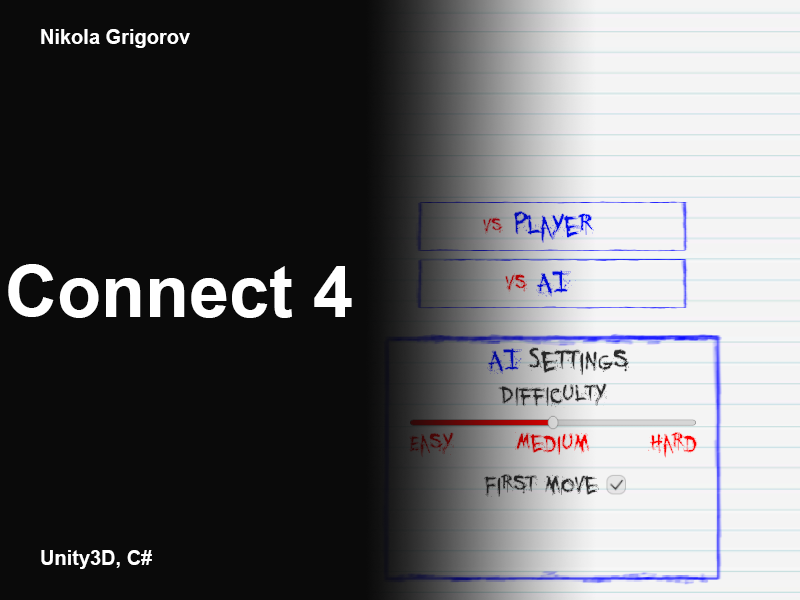 Nikola Grigorov
vs PLAYER
Connect 4
vs AI
AI SETTINGS
DIFFICULTY
EASY MEDIUM HARD
FIRST MOVE
Unity3D, C#